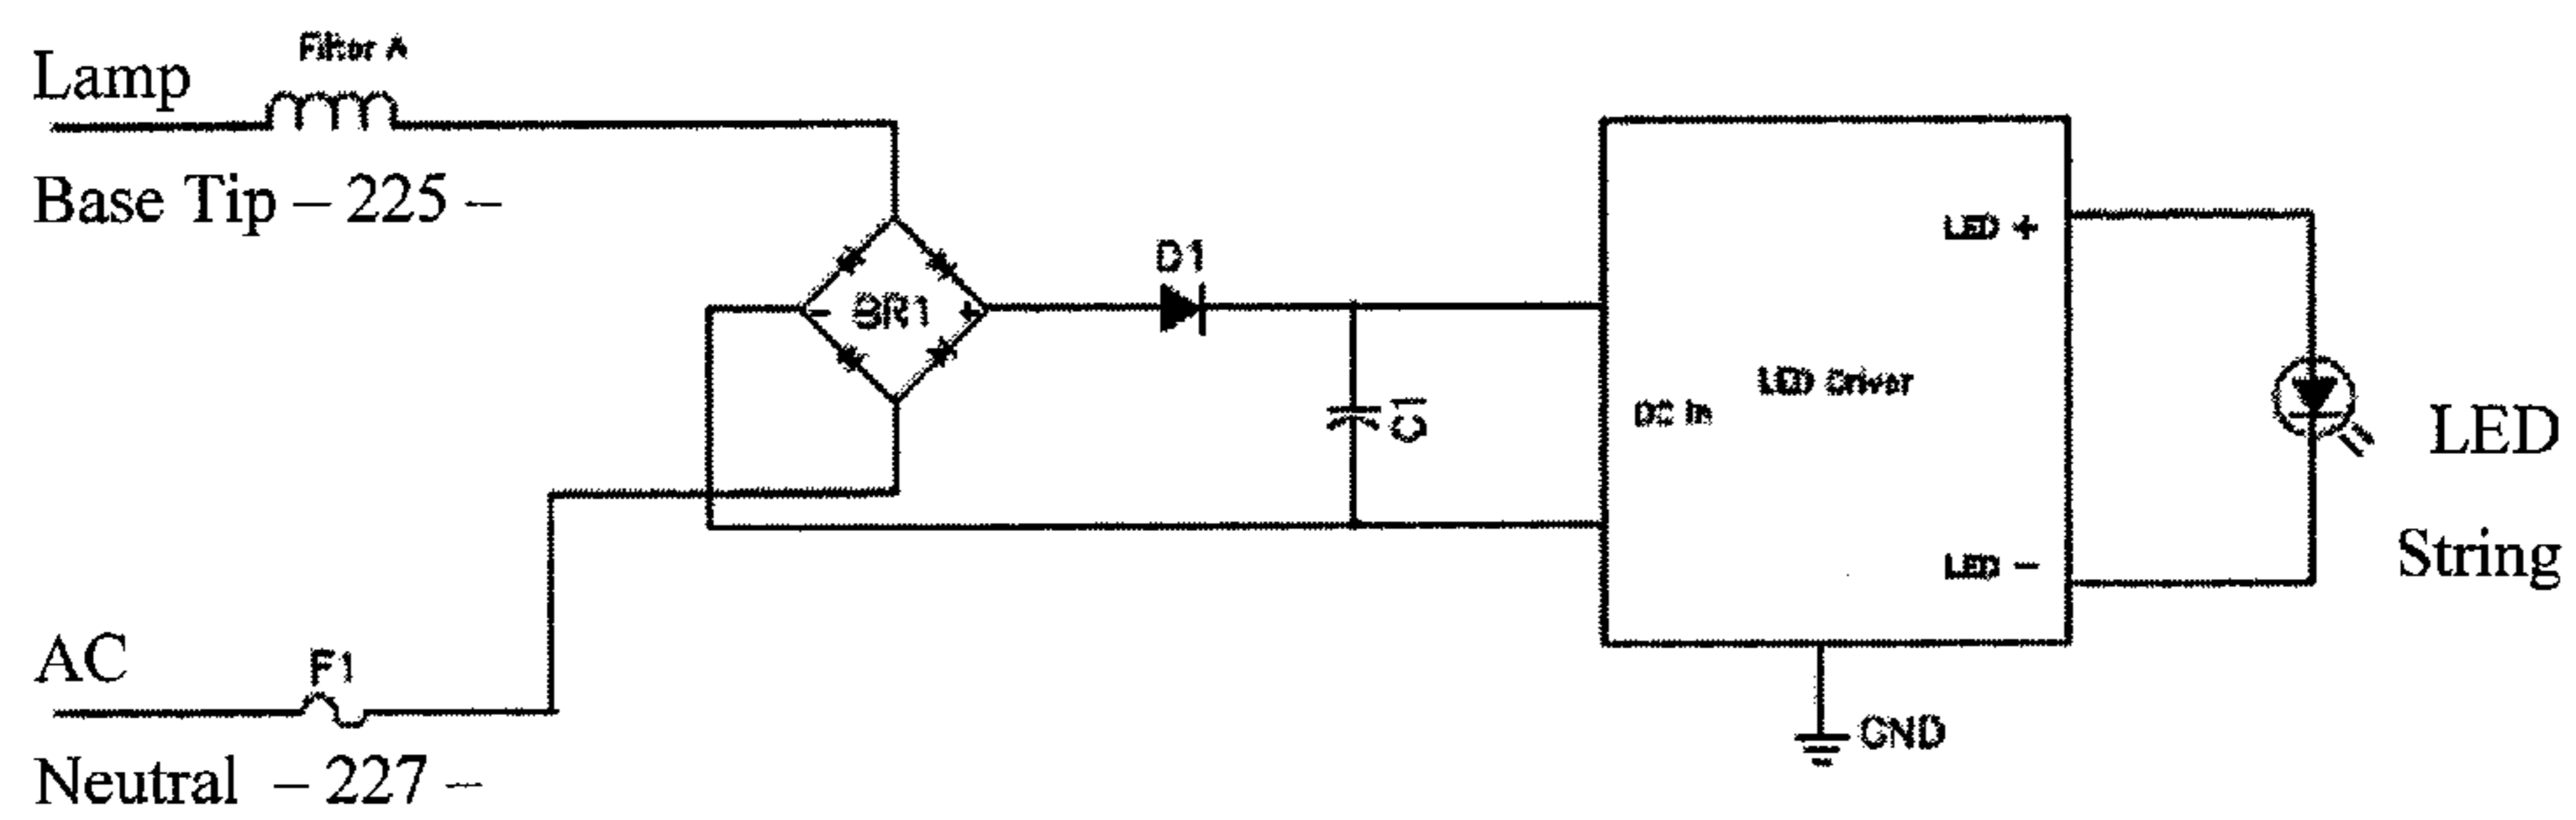 Filter A
Lamp
Base Tip – 225 –
D1
– BR1 +
LED +
LED Driver
DC in
C1
LED
String
LED –
AC
F1
Neutral – 227 –
GND